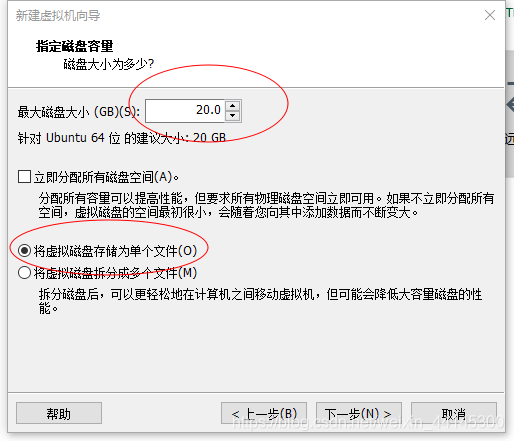 新建虚拟机向导
指定磁盘容量
磁盘大小为多少?
最大磁盘大小 (GB)(S): 20.0
针对 Ubuntu 64 位 的建议大小: 20 GB
立即分配所有磁盘空间(A)。
分配所有容量可以提高性能，但要求所有物理磁盘空间立即可用。如果不立即分配所有
空间，虚拟磁盘的空间最初很小，会随着您向其中添加数据而不断变大。
将虚拟磁盘存储为单个文件(O)
将虚拟磁盘拆分成多个文件(M)
拆分磁盘后，可以更轻松地在计算机之间移动虚拟机，但可能会降低大容量磁盘的性
能。
帮助 < 上一步(B) 下一步(N) > 取消